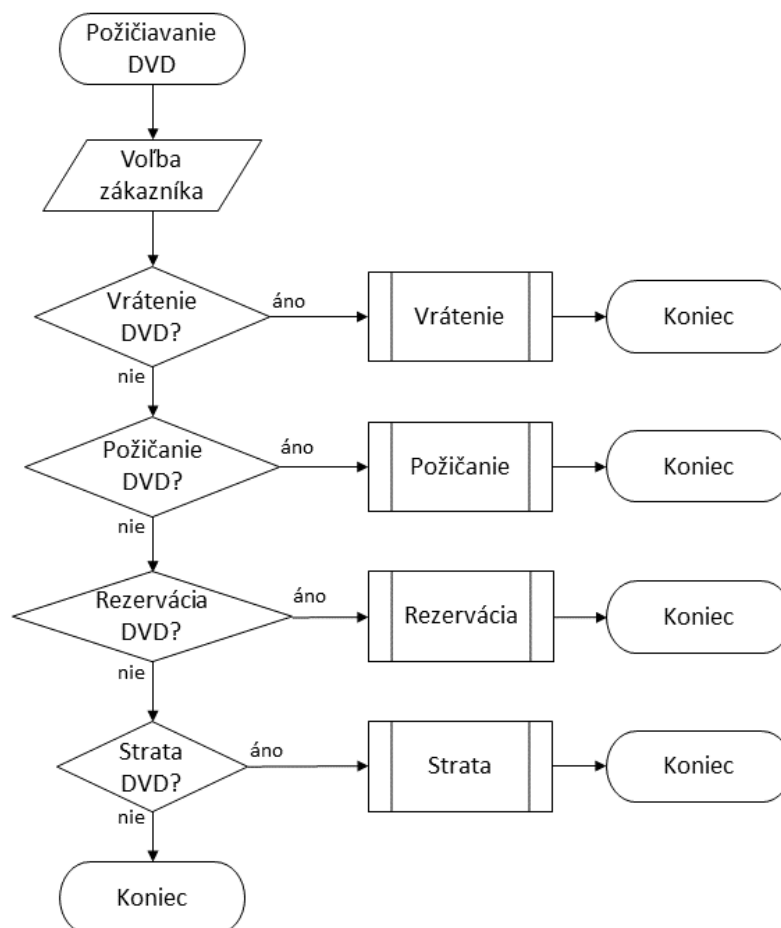 Požičiavanie
DVD
Voľba
zákazníka
Vrátenie
DVD?
áno
Vrátenie
Koniec
nie
Požičanie
DVD?
áno
Požičanie
Koniec
nie
Rezervácia
DVD?
áno
Rezervácia
Koniec
nie
Strata
DVD?
áno
Strata
Koniec
nie
Koniec